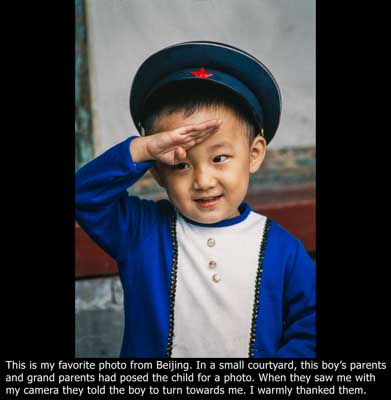 This is my favorite photo from Beijing. In a small courtyard, this boy's parents
and grand parents had posed the child for a photo. When they saw me with
my camera they told the boy to turn towards me. I warmly thanked them.